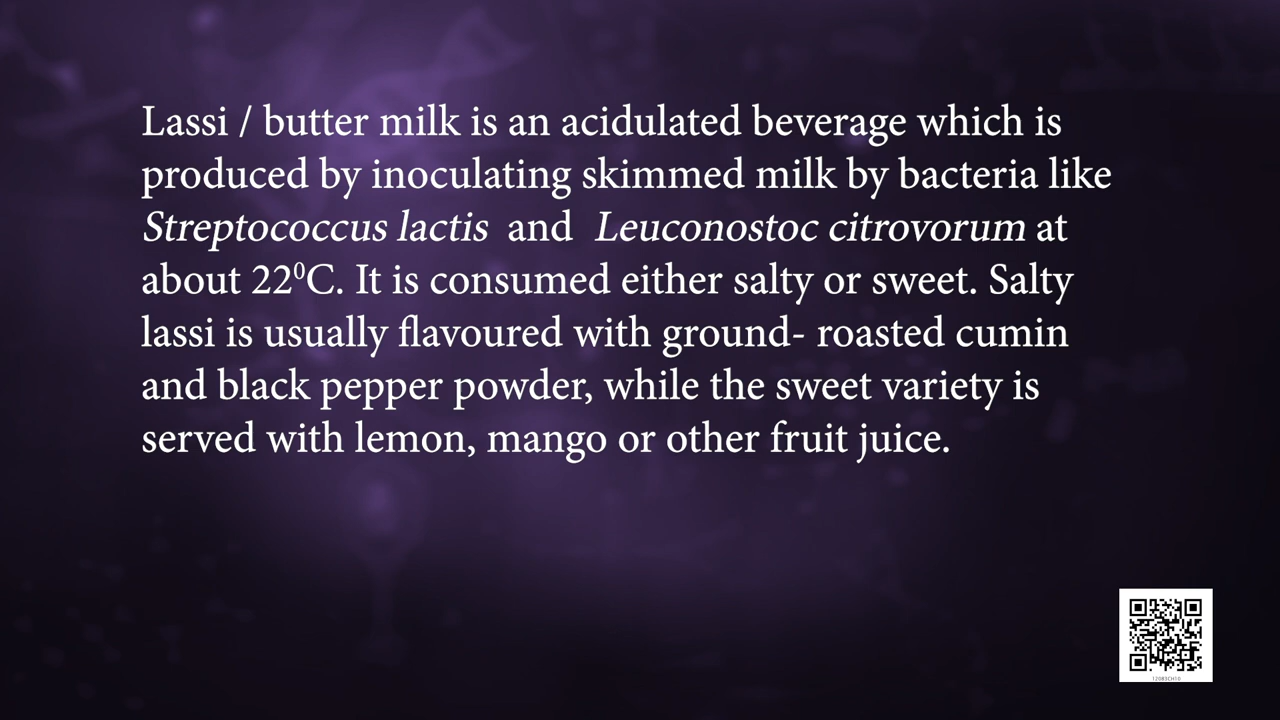 Lassi / butter milk is an acidulated beverage which is
produced by inoculating skimmed milk by bacteria like
Streptococcus lactis and Leuconostoc citrovorum at
about 22⁰C. It is consumed either salty or sweet. Salty
lassi is usually flavoured with ground- roasted cumin
and black pepper powder, while the sweet variety is
served with lemon, mango or other fruit juice.